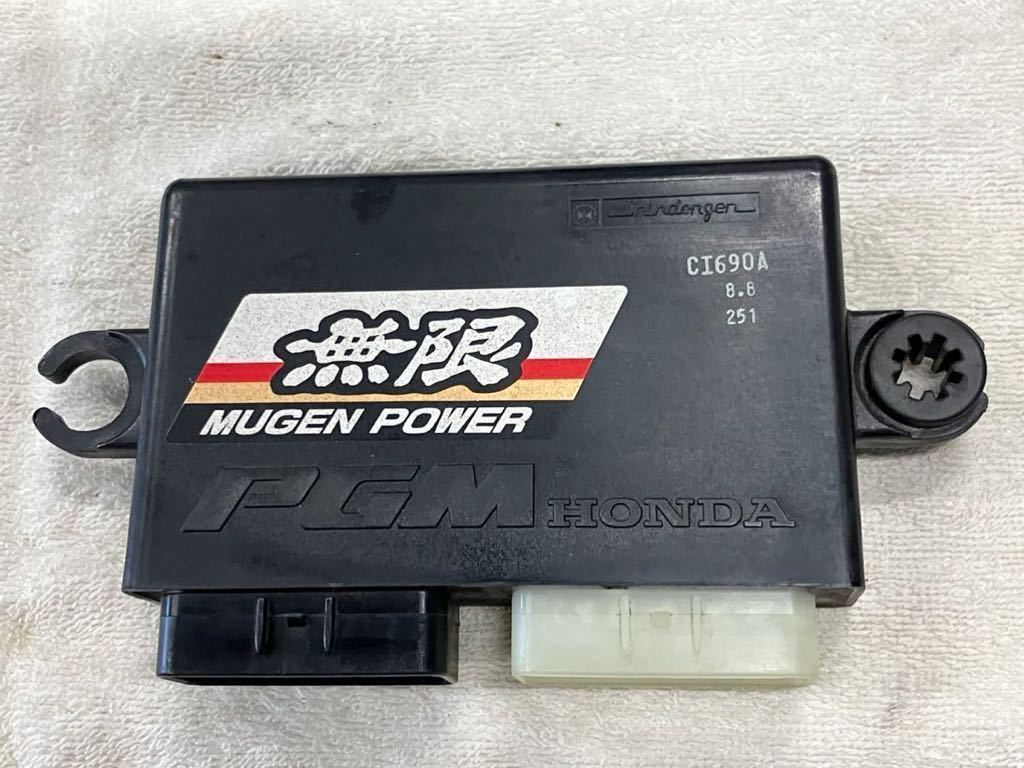 Shindengen
CI690A
8.8
251
無限
MUGEN POWER
PGM HONDA